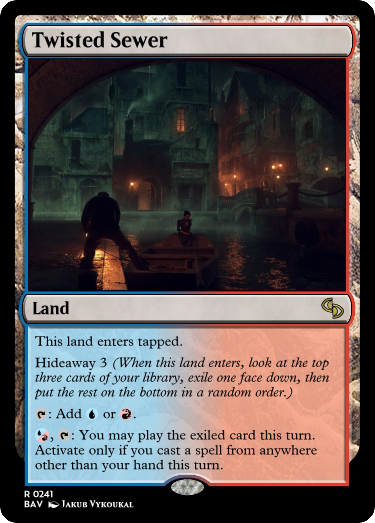 Twisted Sewer
Land
This land enters tapped.
Hideaway 3 (When this land enters, look at the top
three cards of your library, exile one face down, then
put the rest on the bottom in a random order.)
: Add or .
, : You may play the exiled card this turn.
Activate only if you cast a spell from anywhere
other than your hand this turn.
R 0241
BAV Jakub Vykoukal